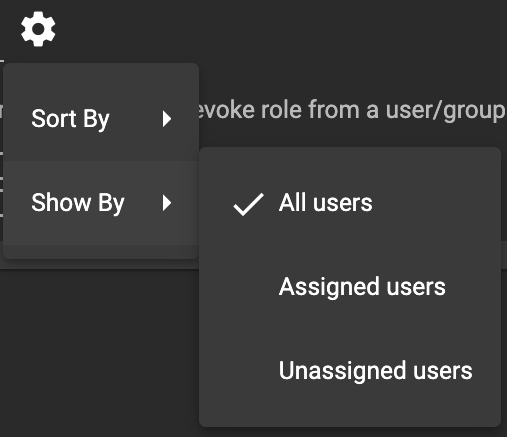 Sort By
evoke role from a user/group
Show By
All users
Assigned users
Unassigned users